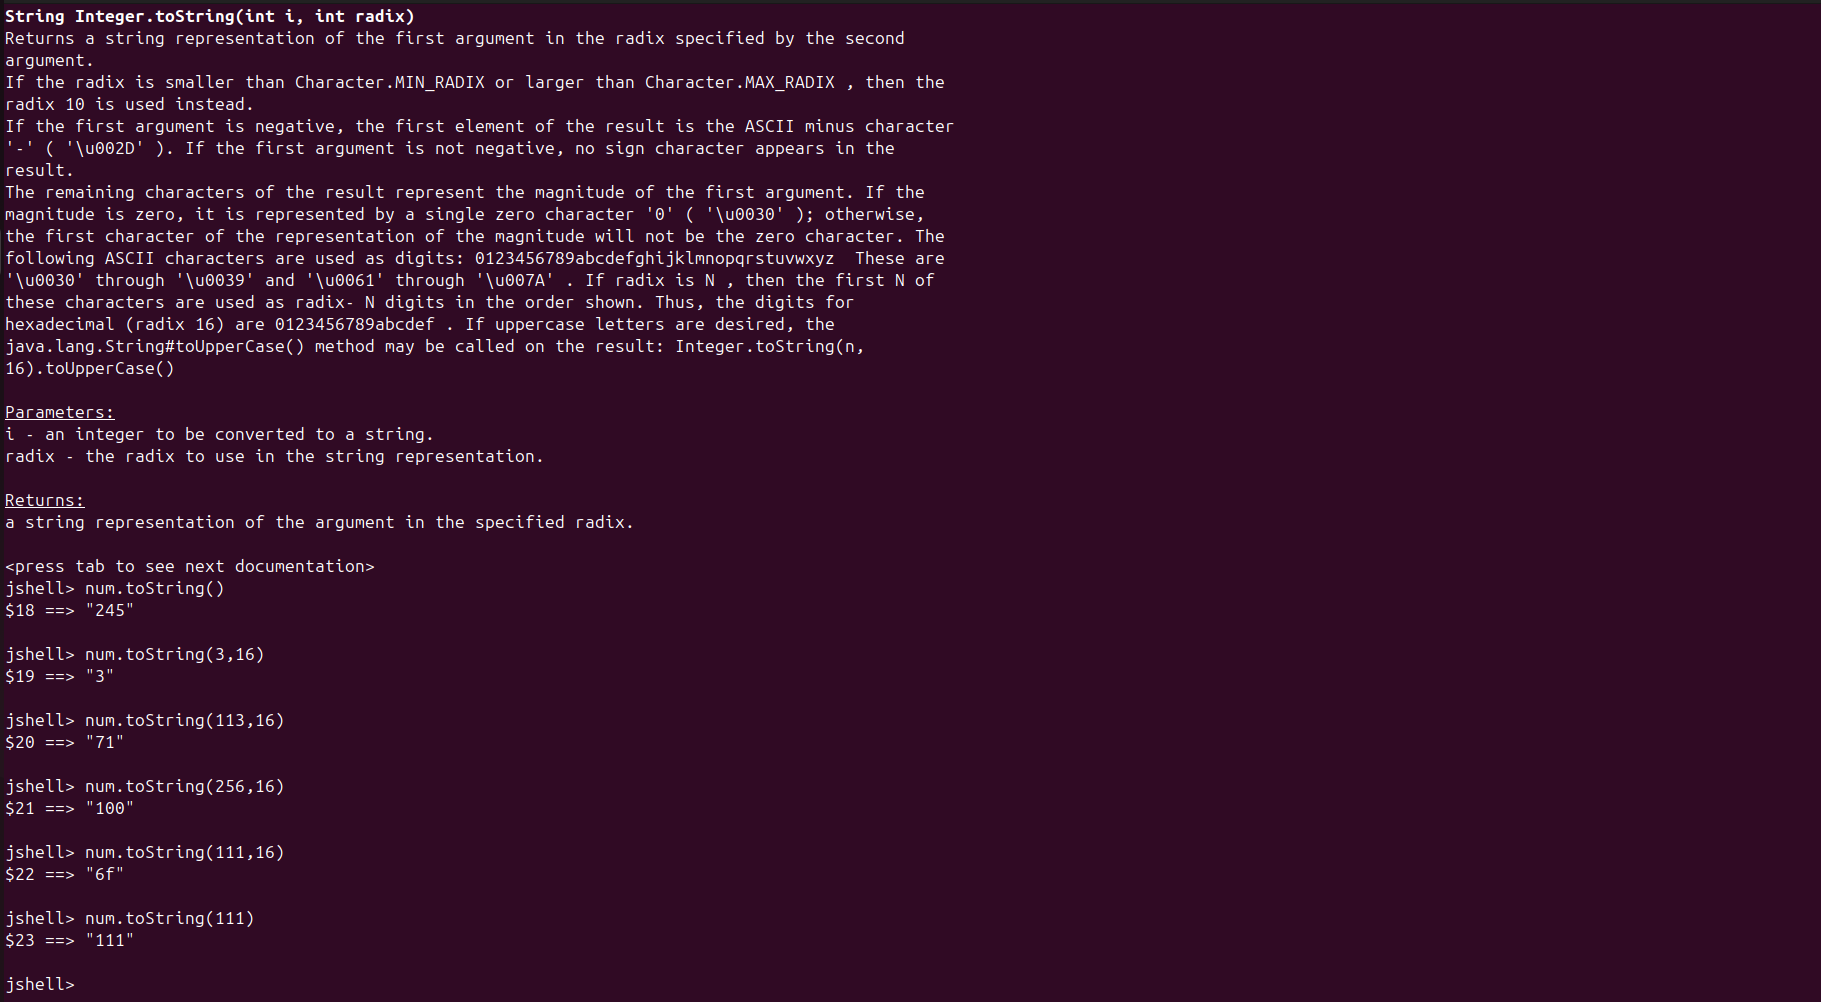 String Integer.toString(int i, int radix)
Returns a string representation of the first argument in the radix specified by the second
argument.
If the radix is smaller than Character.MIN_RADIX or larger than Character.MAX_RADIX , then the
radix 10 is used instead.
If the first argument is negative, the first element of the result is the ASCII minus character
'-' ( '\u002D' ). If the first argument is not negative, no sign character appears in the
result.
The remaining characters of the result represent the magnitude of the first argument. If the
magnitude is zero, it is represented by a single zero character '0' ( '\u0030' ); otherwise,
the first character of the representation of the magnitude will not be the zero character. The
following ASCII characters are used as digits: 0123456789abcdefghijklmnopqrstuvwxyz  These are
'\u0030' through '\u0039' and '\u0061' through '\u007A' . If radix is N , then the first N of
these characters are used as radix- N digits in the order shown. Thus, the digits for
hexadecimal (radix 16) are 0123456789abcdef . If uppercase letters are desired, the
java.lang.String#toUpperCase() method may be called on the result: Integer.toString(n,
16).toUpperCase()
Parameters:
i - an integer to be converted to a string.
radix - the radix to use in the string representation.
Returns:
a string representation of the argument in the specified radix.
<press tab to see next documentation>
jshell> num.toString()
$18 ==> "245"
jshell> num.toString(3,16)
$19 ==> "3"
jshell> num.toString(113,16)
$20 ==> "71"
jshell> num.toString(256,16)
$21 ==> "100"
jshell> num.toString(111,16)
$22 ==> "6f"
jshell> num.toString(111)
$23 ==> "111"
jshell>